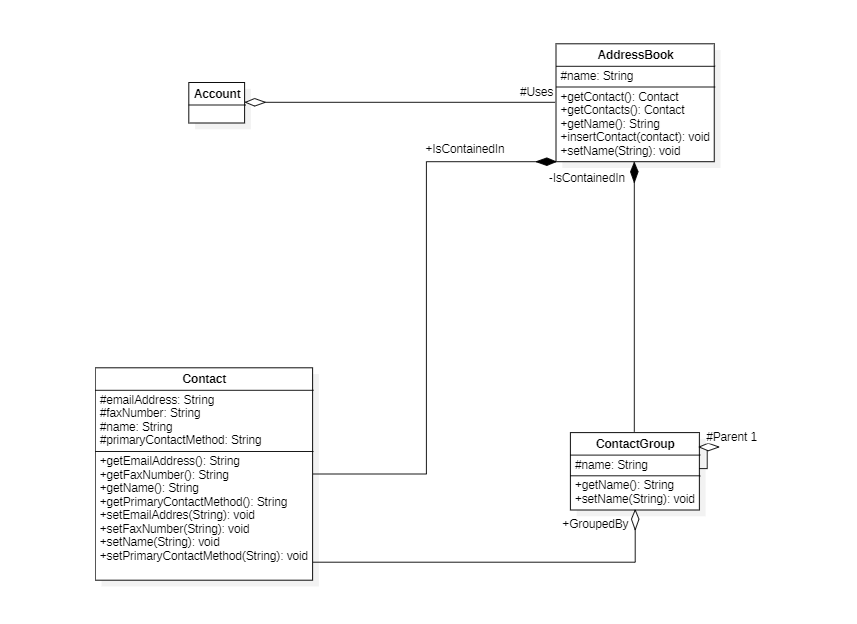 AddressBook
#name: String
+getContact(): Contact
+getContacts(): Contact
+getName(): String
+insertContact(contact): void
+setName(String): void
Account
#Uses
+IsContainedIn
-IsContainedIn
Contact
#emailAddress: String
#faxNumber: String
#name: String
#primaryContactMethod: String
+getEmailAddress(): String
+getFaxNumber(): String
+getName(): String
+getPrimaryContactMethod(): String
+setEmailAddres(String): void
+setFaxNumber(String): void
+setName(String): void
+setPrimaryContactMethod(String): void
ContactGroup
#name: String
+getName(): String
+setName(String): void
#Parent 1
+GroupedBy